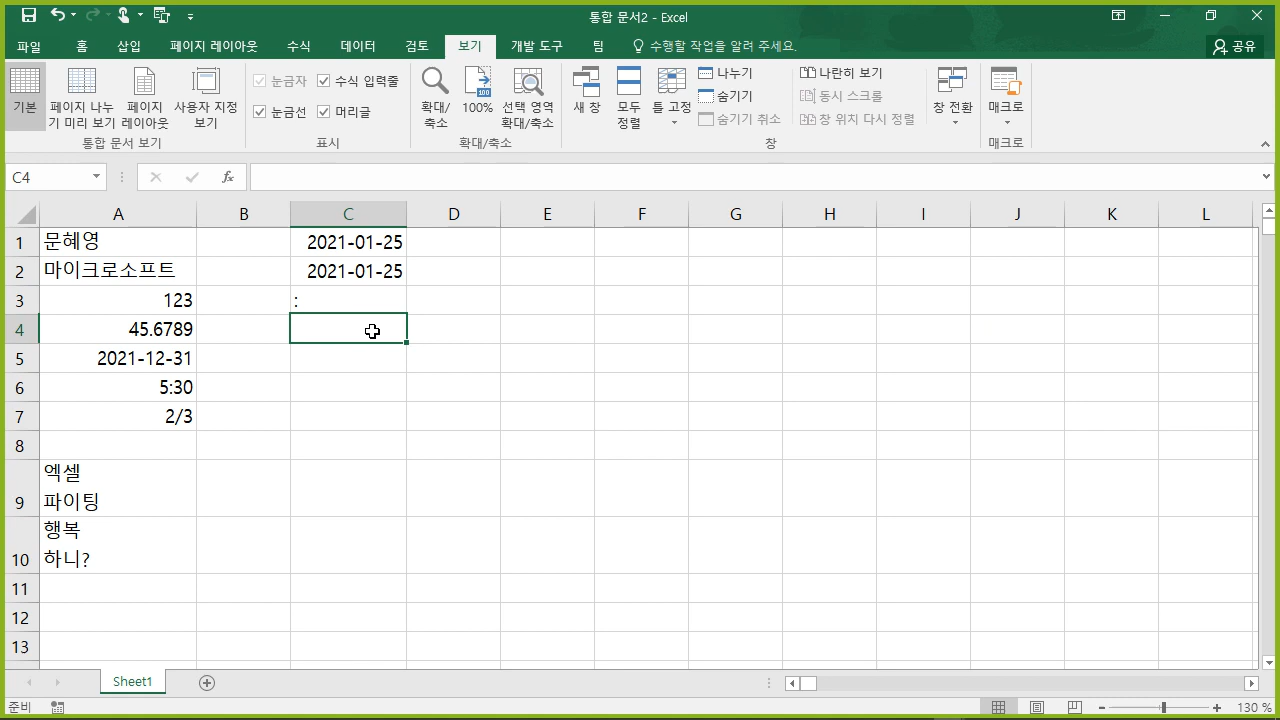 통합 문서2 - Excel
파일 홈 삽입 페이지 레이아웃 수식 데이터 검토 보기 개발 도구 팀 수행할 작업을 알려 주세요. 공유
기본
페이지 나누기 미리 보기
페이지 레이아웃
사용자 지정 보기
통합 문서 보기
눈금자 수식 입력줄
눈금선 머리글
표시
확대/축소
100%
선택 영역 확대/축소
확대/축소
새 창
모두 정렬
틀 고정
나누기
숨기기
숨기기 취소
나란히 보기
동시 스크롤
창 위치 다시 정렬
창 전환
창
매크로
매크로
C4 fx
A B C D E F G H I J K L
1 문혜영 2021-01-25
2 마이크로소프트 2021-01-25
3 123 :
4 45.6789
5 2021-12-31
6 5:30
7 2/3
8
엑셀
9 파이팅
행복
10 하니?
11
12
13
Sheet1
준비 130 %